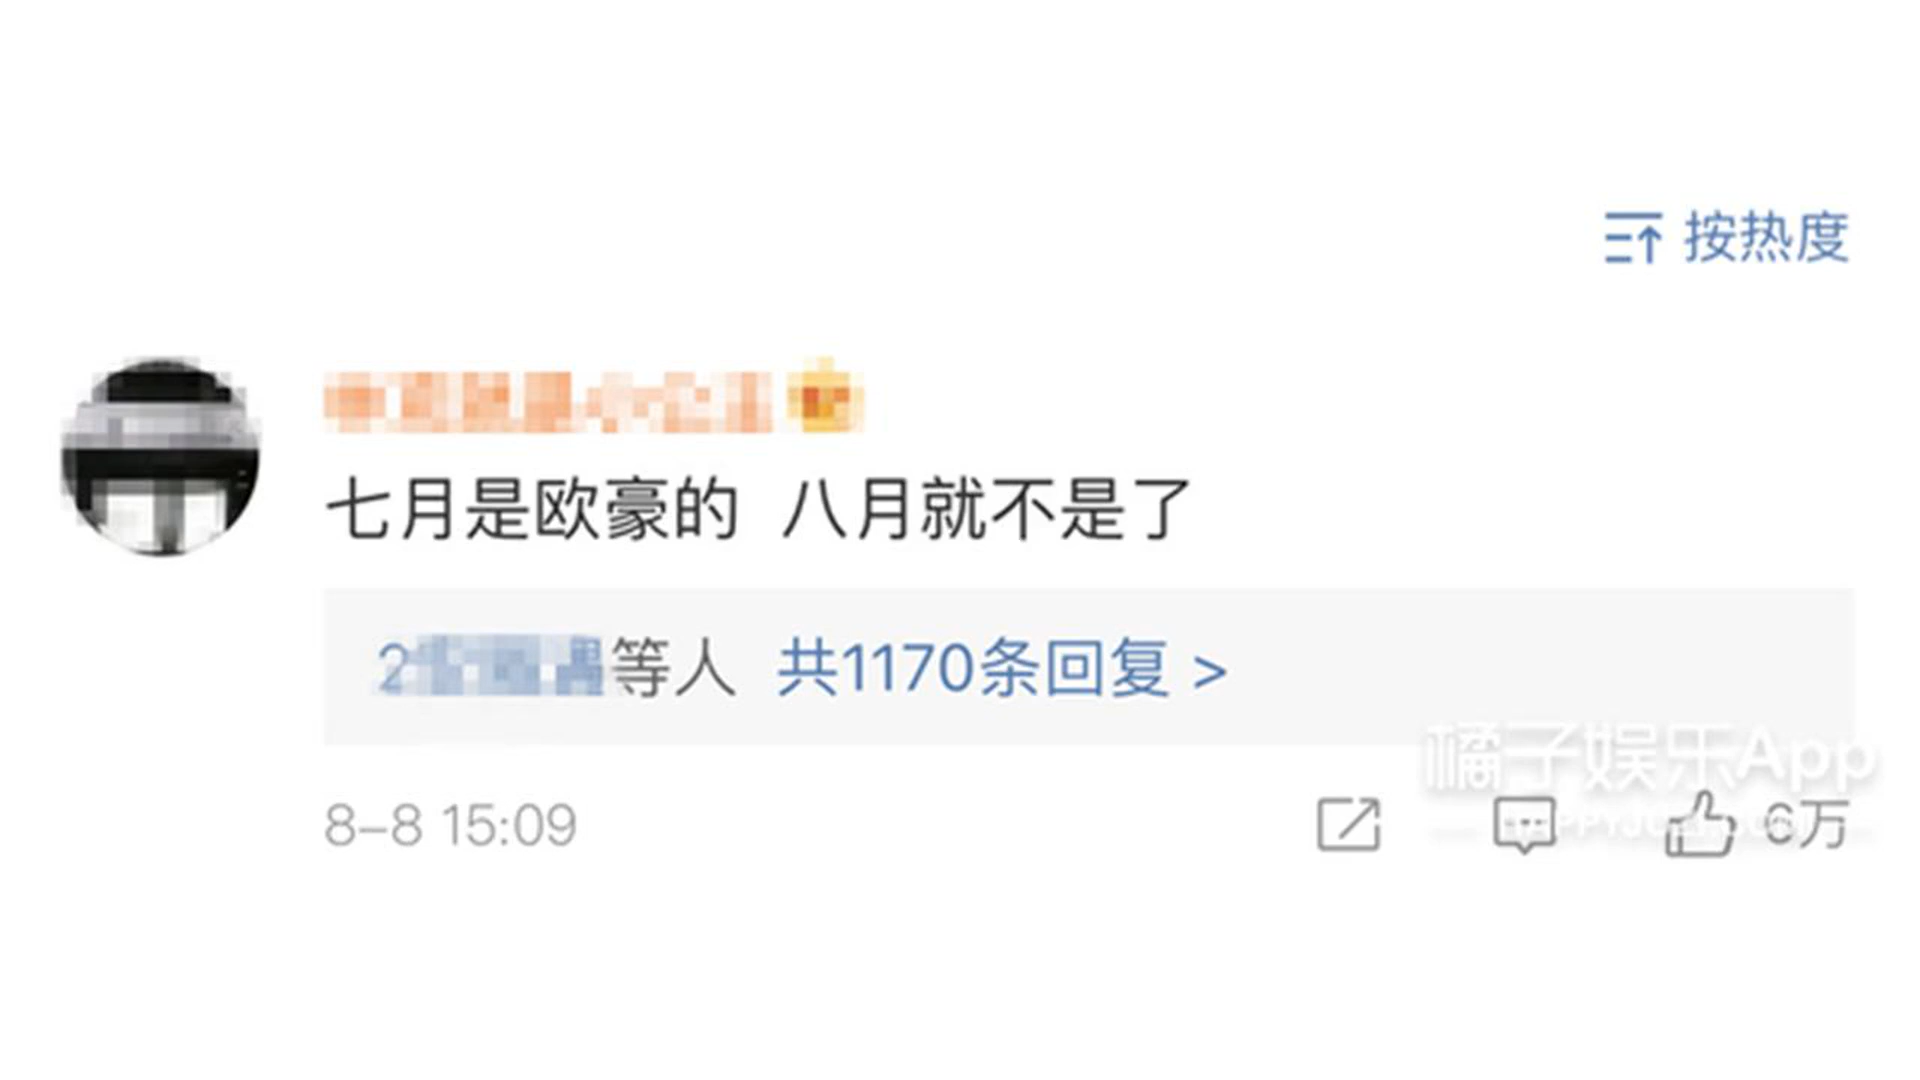 按热度
七月是欧豪的 八月就不是了
等人 共1170条回复 >
橘子娱乐App
8-8 15:09
6万